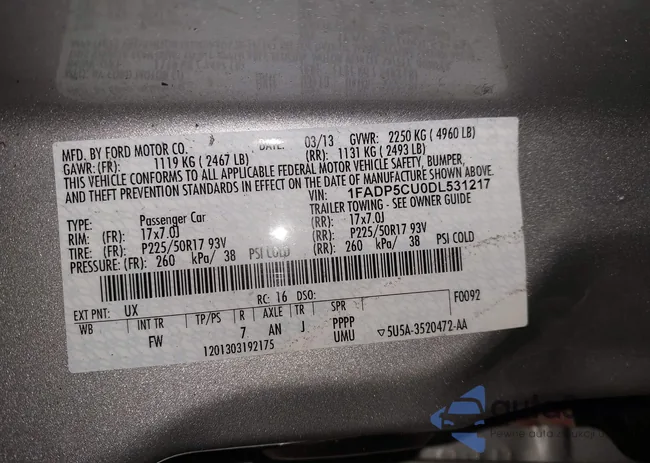 MFD. BY FORD MOTOR CO.
DATE: 03/13 GVWR: 2250 KG ( 4960 LB)
GAWR: (FR): 1119 KG ( 2467 LB) (RR): 1131 KG ( 2493 LB)
THIS VEHICLE CONFORMS TO ALL APPLICABLE FEDERAL MOTOR VEHICLE SAFETY, BUMPER,
AND THEFT PREVENTION STANDARDS IN EFFECT ON THE DATE OF MANUFACTURE SHOWN ABOVE.
VIN: 1FADP5CU0DL531217
TYPE: Passenger Car TRAILER TOWING - SEE OWNER GUIDE
RIM: (FR): 17x7.0J (RR): 17x7.0J
TIRE: (FR): P225/50R17 93V (RR): P225/50R17 93V
PRESSURE: (FR): 260 kPa/ 38 PSI COLD (RR): 260 kPa/ 38 PSI COLD
EXT PNT: UX RC: 16 DSO: F0092
WB INT TR TP/PS R AXLE TR SPR
FW 7 AN J PPPP
UMU
1201303192175
▽5U5A-3520472-AA